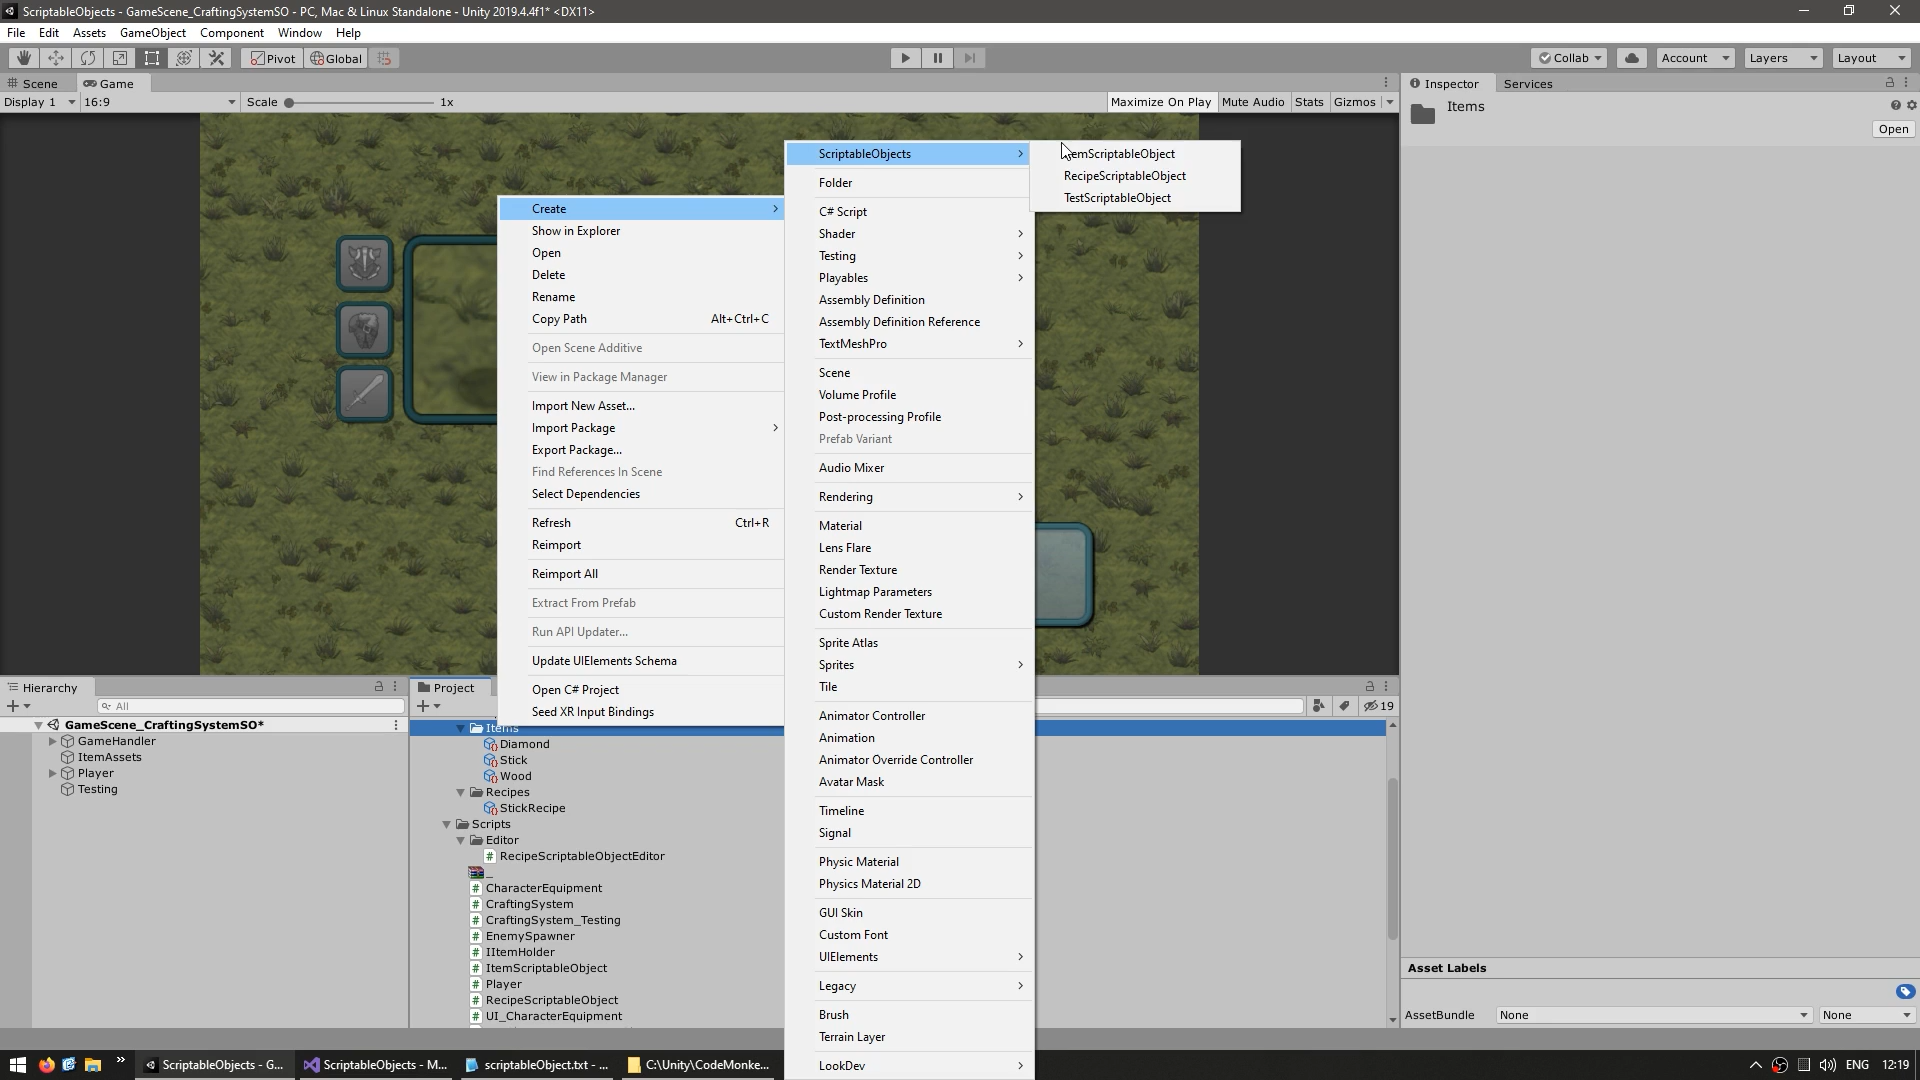 ScriptableObjects - GameScene_CraftingSystemSO - PC, Mac & Linux Standalone - Unity 2019.4.4f1* <DX11>
File Edit Assets GameObject Component Window Help
Pivot Global Collab Account Layers Layout
Scene Game Inspector Services
Display 1 16:9 Scale 1x Maximize On Play Mute Audio Stats Gizmos
Items
Open
Create
Show in Explorer
Open
Delete
Rename
Copy Path Alt+Ctrl+C
Open Scene Additive
View in Package Manager
Import New Asset...
Import Package
Export Package...
Find References In Scene
Select Dependencies
Refresh Ctrl+R
Reimport
Reimport All
Extract From Prefab
Run API Updater...
Update UIElements Schema
Open C# Project
Seed XR Input Bindings
ScriptableObjects
Folder
C# Script
Shader
Testing
Playables
Assembly Definition
Assembly Definition Reference
TextMeshPro
Scene
Volume Profile
Post-processing Profile
Prefab Variant
Audio Mixer
Rendering
Material
Lens Flare
Render Texture
Lightmap Parameters
Custom Render Texture
Sprite Atlas
Sprites
Tile
Animator Controller
Animation
Animator Override Controller
Avatar Mask
Timeline
Signal
Physic Material
Physics Material 2D
GUI Skin
Custom Font
UIElements
Legacy
Brush
Terrain Layer
LookDev
RecipeScriptableObject
TestScriptableObject
Hierarchy
All
GameScene_CraftingSystemSO*
GameHandler
ItemAssets
Player
Testing
Project
19
Items
Diamond
Stick
Wood
Recipes
StickRecipe
Scripts
Editor
RecipeScriptableObjectEditor
_
CharacterEquipment
CraftingSystem
CraftingSystem_Testing
EnemySpawner
IItemHolder
ItemScriptableObject
Player
RecipeScriptableObject
UI_CharacterEquipment
Asset Labels
AssetBundle None None
ScriptableObjects - G... ScriptableObjects - M... scriptableObject.txt - ... C:\Unity\CodeMonke... ENG 12:19